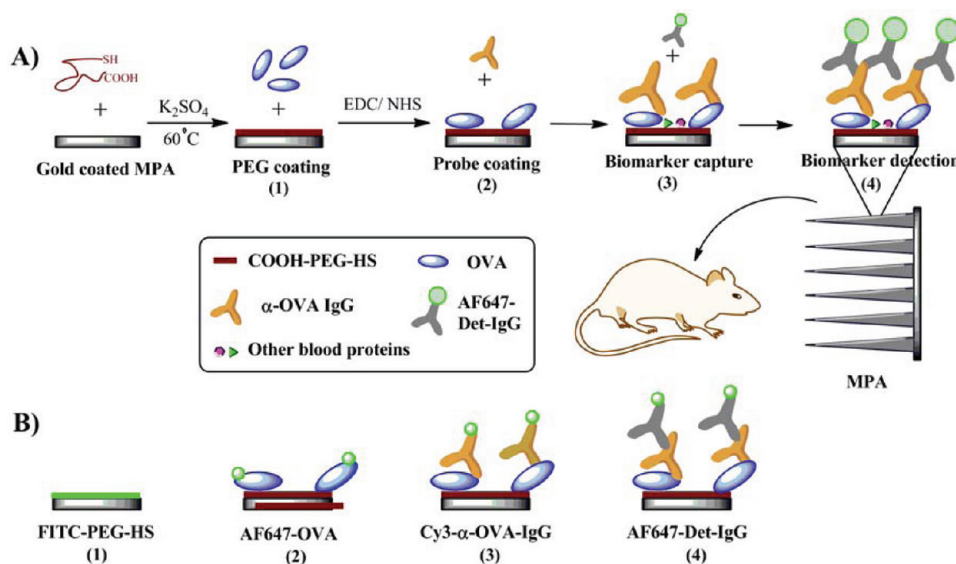 A)
SH
COOH
+
Gold coated MPA
K2SO4
60°C
+
PEG coating
(1)
EDC/ NHS
+
Probe coating
(2)
+
Biomarker capture
(3)
Biomarker detection
(4)
COOH-PEG-HS
OVA
α-OVA IgG
AF647-
Det-IgG
Other blood proteins
MPA
B)
FITC-PEG-HS
(1)
AF647-OVA
(2)
Cy3-α-OVA-IgG
(3)
AF647-Det-IgG
(4)